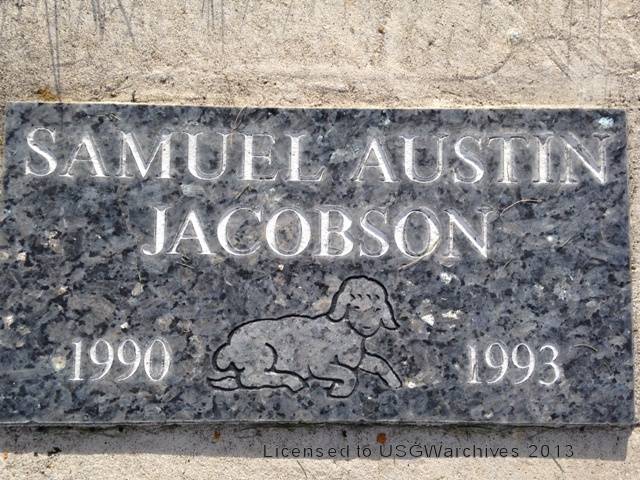 SAMUEL AUSTIN
JACOBSON
1990 1993
Licensed to USGWarchives 2013